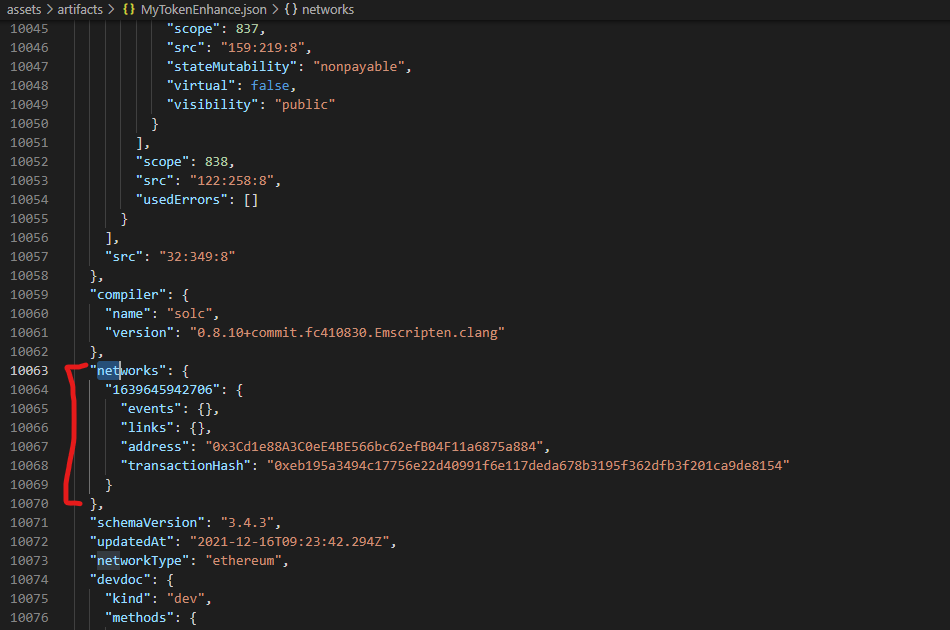 assets > artifacts > {} MyTokenEnhance.json > {} networks
10045 "scope": 837,
10046 "src": "159:219:8",
10047 "stateMutability": "nonpayable",
10048 "virtual": false,
10049 "visibility": "public"
10050 }
10051 ],
10052 "scope": 838,
10053 "src": "122:258:8",
10054 "usedErrors": []
10055 }
10056 ],
10057 "src": "32:349:8"
10058 },
10059 "compiler": {
10060 "name": "solc",
10061 "version": "0.8.10+commit.fc410830.Emscripten.clang"
10062 },
10063 "networks": {
10064 "1639645942706": {
10065 "events": {},
10066 "links": {},
10067 "address": "0x3Cd1e88A3C0eE4BE566bc62efB04F11a6875a884",
10068 "transactionHash": "0xeb195a3494c17756e22d40991f6e117deda678b3195f362dfb3f201ca9de8154"
10069 }
10070 },
10071 "schemaVersion": "3.4.3",
10072 "updatedAt": "2021-12-16T09:23:42.294Z",
10073 "networkType": "ethereum",
10074 "devdoc": {
10075 "kind": "dev",
10076 "methods": {